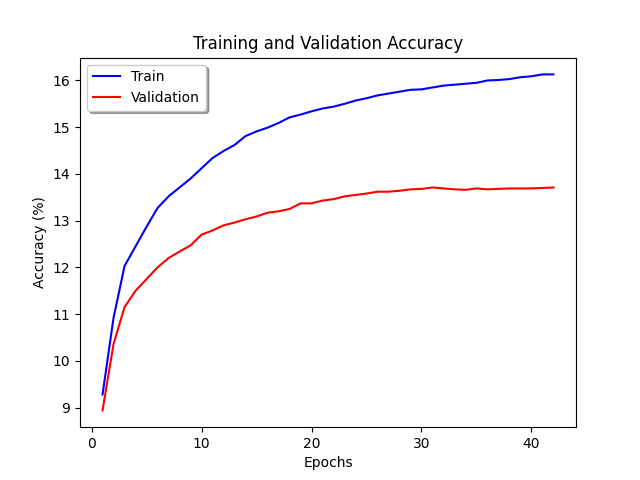 Training and Validation Accuracy
Train
Validation
Accuracy (%)
16
15
14
13
12
11
10
9
0 10 20 30 40
Epochs